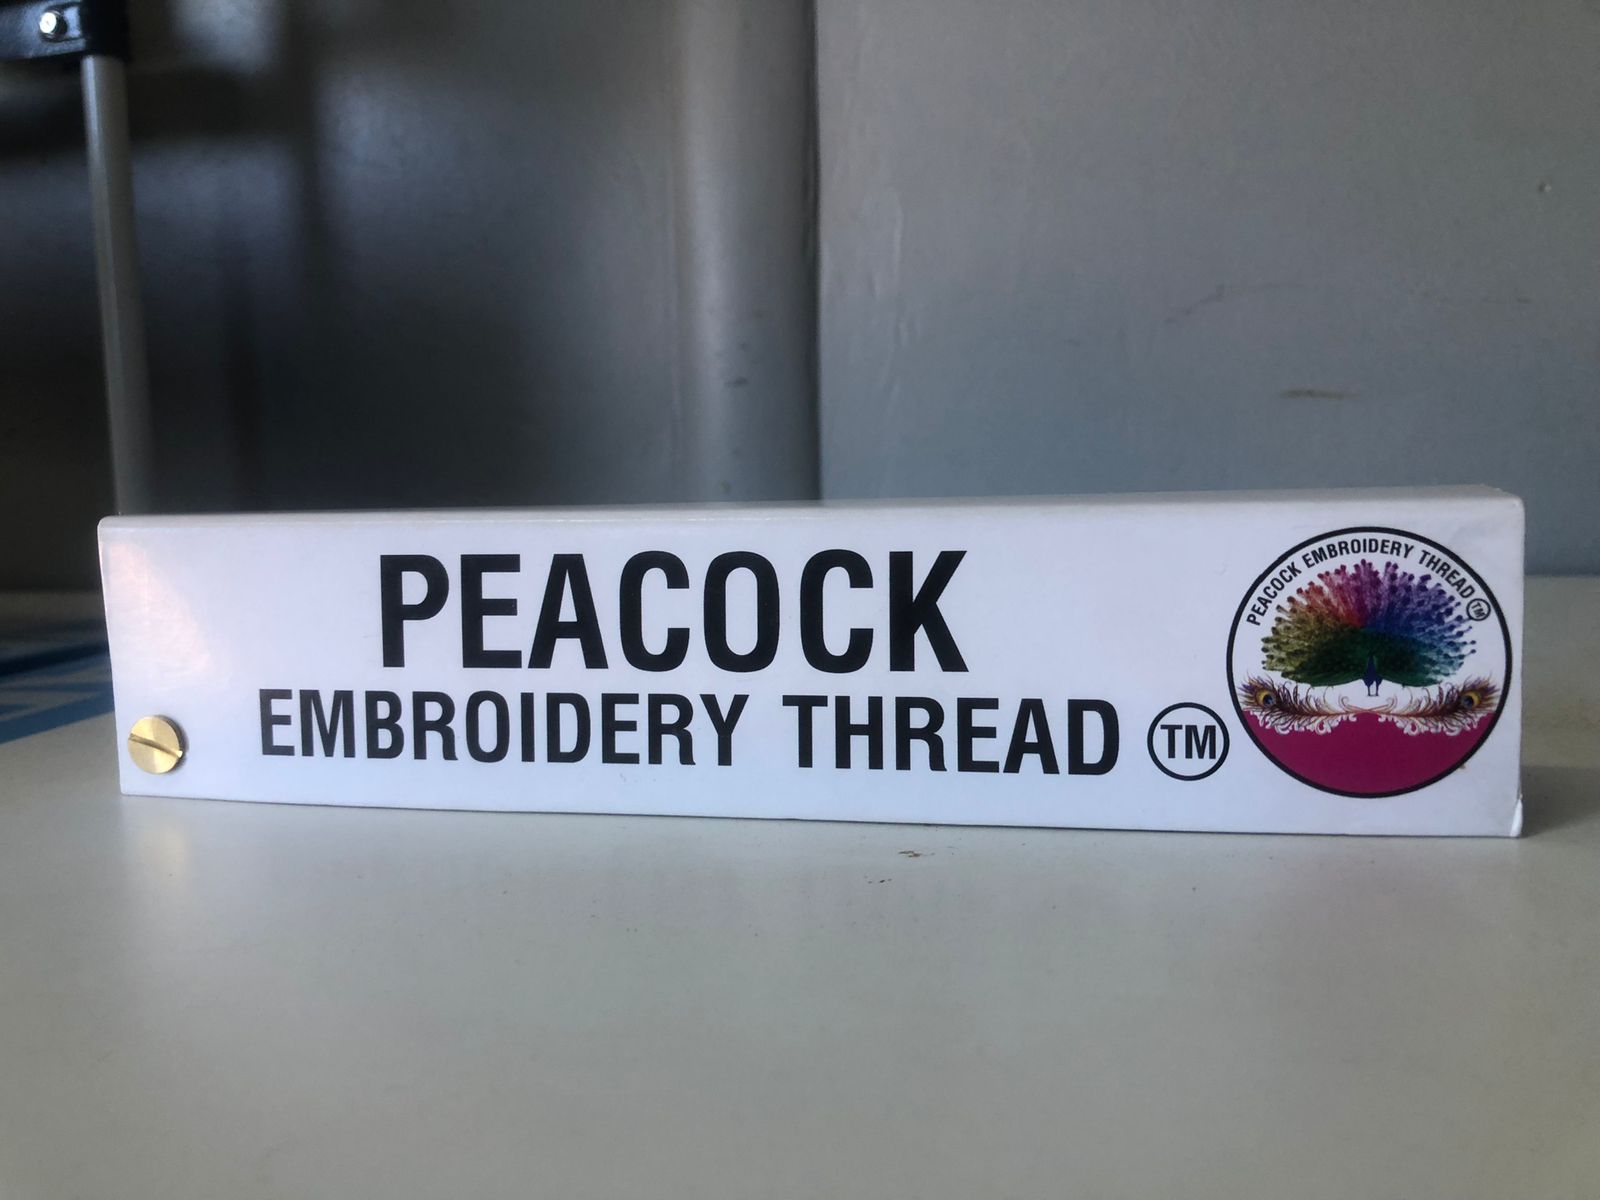 PEACOCK
EMBROIDERY THREAD TM
PEACOCK EMBROIDERY THREAD TM